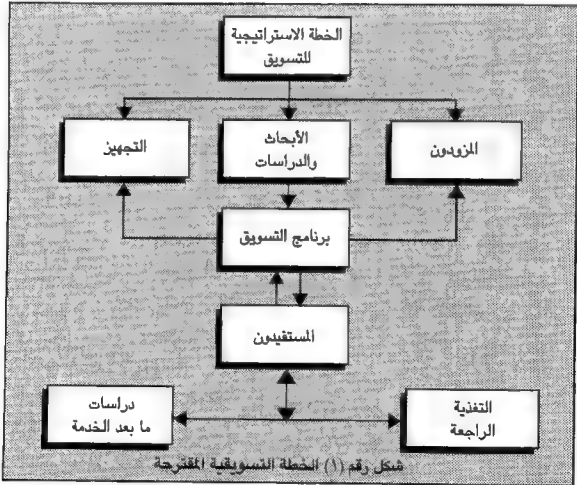 الخطة الاستراتيجية
للتسويق
المزودون
الأبحاث
والدراسات
التجهيز
برنامج التسويق
المستفيدون
التغذية
الراجعة
دراسات
ما بعد الخدمة
شكل رقم (١) الخطة التسويقية المقترحة